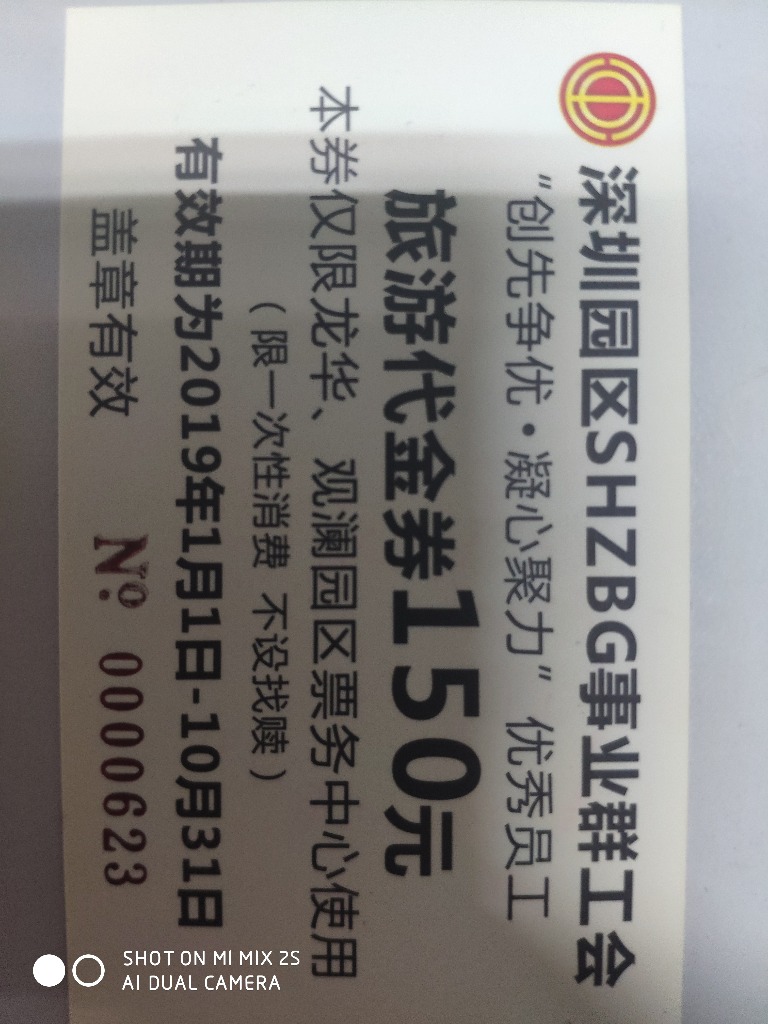 深圳园区SHZBG事业群工会
“创先争优·凝心聚力” 优秀员工
旅游代金券150元
本券仅限龙华、观澜园区票务中心使用
（限一次性消费 不设找赎）
有效期为2019年1月1日-10月31日
盖章有效 Nº 0000623
SHOT ON MI MIX 2S
AI DUAL CAMERA